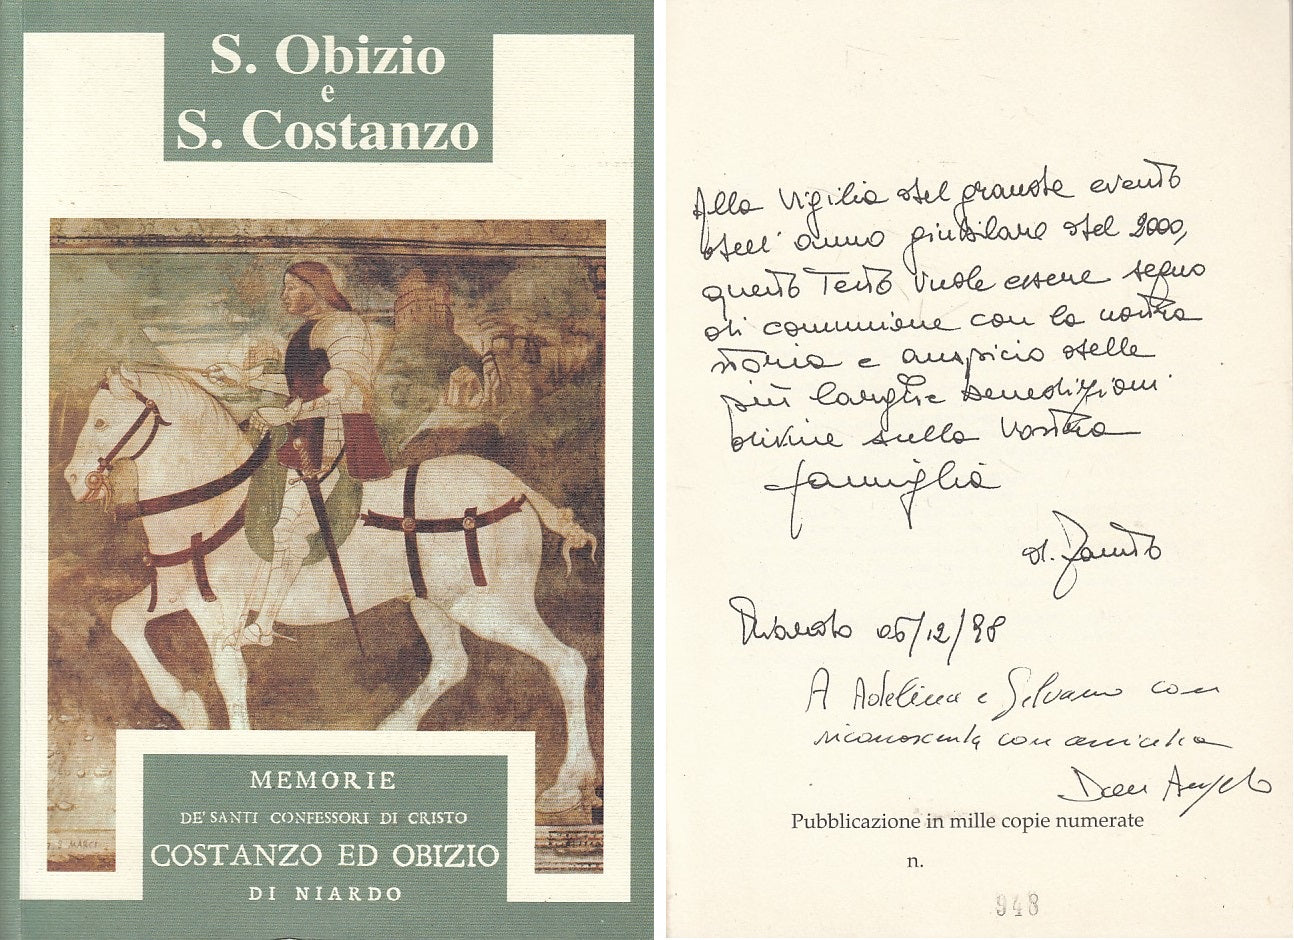 S. Obizio
e
S. Costanzo
MEMORIE
DE' SANTI CONFESSORI DI CRISTO
COSTANZO ED OBIZIO
DI NIARDO
Alla Vigilia del grande evento
dell'anno giubilare del 2000,
questo Testo vuole essere segno
di comunione con la nostra
storia e auspicio delle
più larghe benedizioni
divine sulla Vostra
famiglia
06/12/98
A Adelina e Silvano con
riconoscenza con amicizia
Don Angelo
Pubblicazione in mille copie numerate
n.
948